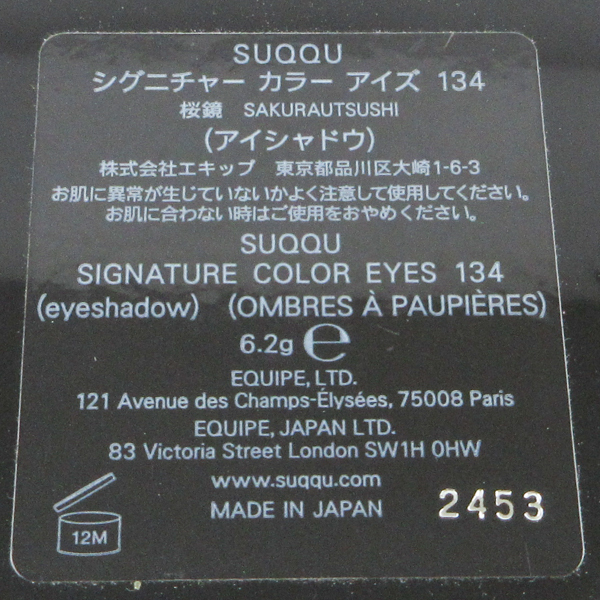 SUQQU
シグニチャー カラー アイズ 134
桜鏡 SAKURAUTSUSHI
(アイシャドウ)
株式会社エキップ 東京都品川区大崎1-6-3
お肌に異常が生じていないかよく注意して使用してください。
お肌に合わない時はご使用をおやめください。
SUQQU
SIGNATURE COLOR EYES 134
(eyeshadow) (OMBRES À PAUPIÈRES)
6.2g ℮
EQUIPE, LTD.
121 Avenue des Champs-Élysées, 75008 Paris
EQUIPE, JAPAN LTD.
83 Victoria Street London SW1H 0HW
www.suqqu.com
MADE IN JAPAN 2453
12M